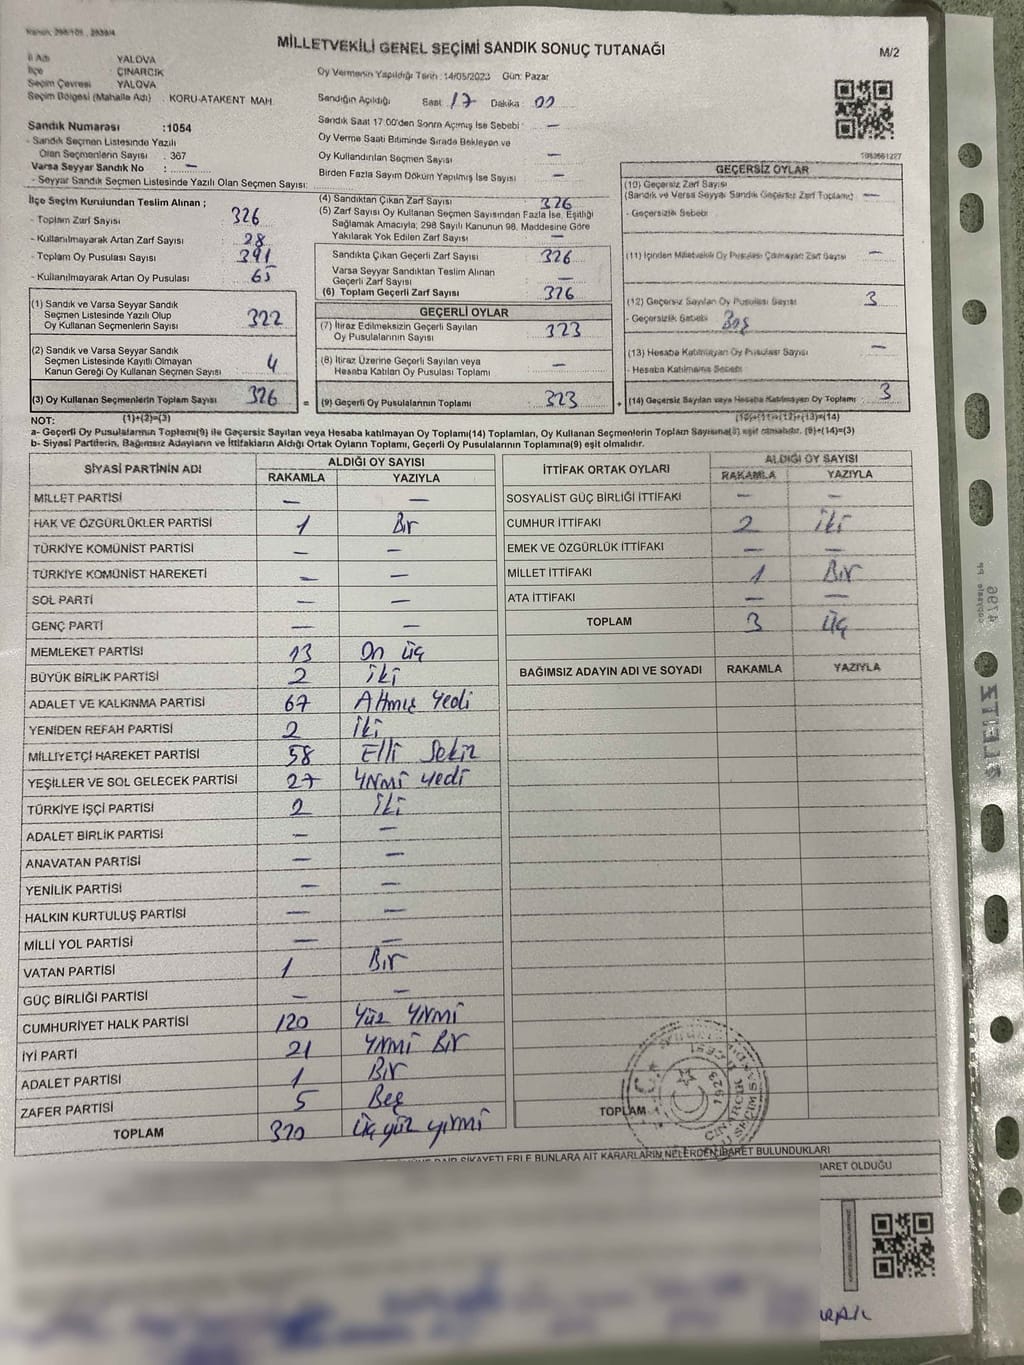 Kanun, 298/105 , 2839/4
MİLLETVEKİLİ GENEL SEÇİMİ SANDIK SONUÇ TUTANAĞI
M/2
İl Adı YALOVA
İlçe ÇINARCIK
Seçim Çevresi YALOVA
Seçim Bölgesi (Mahalle Adı) . KORU-ATAKENT MAH.
Oy Vermenin Yapıldığı Tarih : 14/05/2023 Gün: Pazar
Sandığın Açıldığı Saat 17 Dakika : 00
Sandık Saat 17:00'den Sonra Açılmış İse Sebebi : —
Oy Verme Saati Bitiminde Sırada Bekleyen ve
Oy Kullandırılan Seçmen Sayısı —
Birden Fazla Sayım Döküm Yapılmış İse Sayısı —
Sandık Numarası :1054
- Sandık Seçmen Listesinde Yazılı
Olan Seçmenlerin Sayısı : 367
Varsa Seyyar Sandık No : —
- Seyyar Sandık Seçmen Listesinde Yazılı Olan Seçmen Sayısı:
İlçe Seçim Kurulundan Teslim Alınan ;
- Toplam Zarf Sayısı 326
- Kullanılmayarak Artan Zarf Sayısı : 28
- Toplam Oy Pusulası Sayısı : 391
- Kullanılmayarak Artan Oy Pusulası : 65
(1) Sandık ve Varsa Seyyar Sandık
Seçmen Listesinde Yazılı Olup
Oy Kullanan Seçmenlerin Sayısı 322
(2) Sandık ve Varsa Seyyar Sandık
Seçmen Listesinde Kayıtlı Olmayan
Kanun Gereği Oy Kullanan Seçmen Sayısı 4
(3) Oy Kullanan Seçmenlerin Toplam Sayısı 326
(1)+(2)=(3)
(4) Sandıktan Çıkan Zarf Sayısı 326
(5) Zarf Sayısı Oy Kullanan Seçmen Sayısından Fazla İse, Eşitliği
Sağlamak Amacıyla; 298 Sayılı Kanunun 98. Maddesine Göre
Yakılarak Yok Edilen Zarf Sayısı —
Sandıkta Çıkan Geçerli Zarf Sayısı 326
Varsa Seyyar Sandıktan Teslim Alınan
Geçerli Zarf Sayısı —
(6) Toplam Geçerli Zarf Sayısı 326
GEÇERLİ OYLAR
(7) İtiraz Edilmeksizin Geçerli Sayılan
Oy Pusulalarının Sayısı 323
(8) İtiraz Üzerine Geçerli Sayılan veya
Hesaba Katılan Oy Pusulası Toplamı —
= (9) Geçerli Oy Pusulalarının Toplamı 323
1083661227
GEÇERSİZ OYLAR
(10) Geçersiz Zarf Sayısı
(Sandık ve Varsa Seyyar Sandık Geçersiz Zarf Toplamı) —
- Geçersizlik Sebebi
(11) İçinden Milletvekili Oy Pusulası Çıkmayan Zarf Sayısı —
(12) Geçersiz Sayılan Oy Pusulası Sayısı 3
- Geçersizlik Sebebi Boş
(13) Hesaba Katılmayan Oy Pusulası Sayısı —
- Hesaba Katılmama Sebebi
+ (14) Geçersiz Sayılan veya Hesaba Katılmayan Oy Toplamı 3
(10)+(11)+(12)+(13)=(14)
NOT:
a- Geçerli Oy Pusulalarının Toplamı(9) ile Geçersiz Sayılan veya Hesaba katılmayan Oy Toplamı(14) Toplamları, Oy Kullanan Seçmenlerin Toplam Sayısına(3) eşit olmalıdır. (9)+(14)=(3)
b- Siyasi Partilerin, Bağımsız Adayların ve İttifakların Aldığı Ortak Oyların Toplamı, Geçerli Oy Pusulalarının Toplamına(9) eşit olmalıdır.
SİYASİ PARTİNİN ADI ALDIĞI OY SAYISI
RAKAMLA YAZIYLA
MİLLET PARTİSİ — —
HAK VE ÖZGÜRLÜKLER PARTİSİ 1 Bir
TÜRKİYE KOMÜNİST PARTİSİ — —
TÜRKİYE KOMÜNİST HAREKETİ — —
SOL PARTİ — —
GENÇ PARTİ — —
MEMLEKET PARTİSİ 13 On üç
BÜYÜK BİRLİK PARTİSİ 2 iki
ADALET VE KALKINMA PARTİSİ 67 Atmış Yedi
YENİDEN REFAH PARTİSİ 2 iki
MİLLİYETÇİ HAREKET PARTİSİ 58 Elli Sekiz
YEŞİLLER VE SOL GELECEK PARTİSİ 27 Yirmi Yedi
TÜRKİYE İŞÇİ PARTİSİ 2 iki
ADALET BİRLİK PARTİSİ — —
ANAVATAN PARTİSİ — —
YENİLİK PARTİSİ — —
HALKIN KURTULUŞ PARTİSİ — —
MİLLİ YOL PARTİSİ — —
VATAN PARTİSİ 1 Bir
GÜÇ BİRLİĞİ PARTİSİ — —
CUMHURİYET HALK PARTİSİ 120 Yüz Yirmi
İYİ PARTİ 21 Yirmi Bir
ADALET PARTİSİ 1 Bir
ZAFER PARTİSİ 5 Beş
TOPLAM 320 Üç yüz yirmi
İTTİFAK ORTAK OYLARI ALDIĞI OY SAYISI
RAKAMLA YAZIYLA
SOSYALİST GÜÇ BİRLİĞİ İTTİFAKI — —
CUMHUR İTTİFAKI 2 iki
EMEK VE ÖZGÜRLÜK İTTİFAKI — —
MİLLET İTTİFAKI 1 Bir
ATA İTTİFAKI — —
TOPLAM 3 Üç
BAĞIMSIZ ADAYIN ADI VE SOYADI RAKAMLA YAZIYLA
TOPLAM
1923
ÇINARCIK
DAİR ŞİKAYETLERLE BUNLARA AİT KARARLARIN NELERDEN İBARET BULUNDUKLARI
BARET OLDUĞU